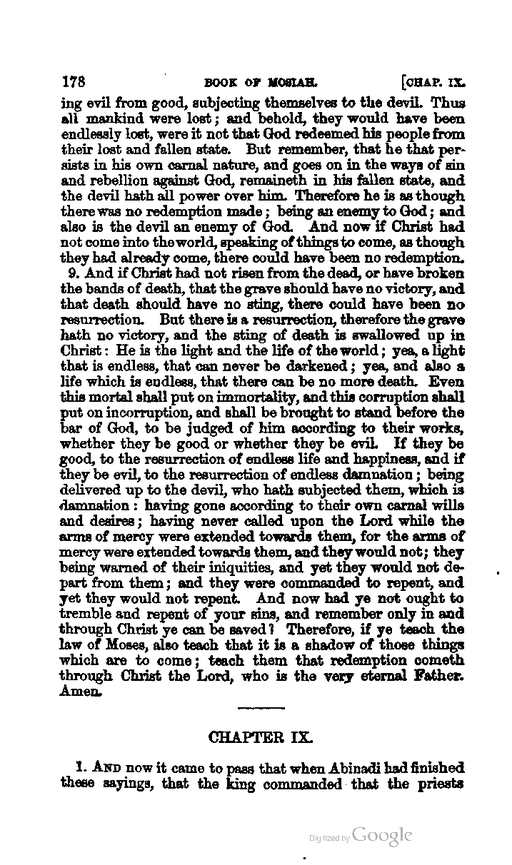 178 BOOK OF MOSIAH. [CHAP. IX.
ing evil from good, subjecting themselves to the devil. Thus
all mankind were lost; and behold, they would have been
endlessly lost, were it not that God redeemed his people from
their lost and fallen state. But remember, that he that per-
sists in his own carnal nature, and goes on in the ways of sin
and rebellion against God, remaineth in his fallen state, and
the devil hath all power over him. Therefore he is as though
there was no redemption made; being an enemy to God; and
also is the devil an enemy of God. And now if Christ had
not come into the world, speaking of things to come, as though
they had already come, there could have been no redemption.
9. And if Christ had not risen from the dead, or have broken
the bands of death, that the grave should have no victory, and
that death should have no sting, there could have been no
resurrection. But there is a resurrection, therefore the grave
hath no victory, and the sting of death is swallowed up in
Christ: He is the light and the life of the world; yea, a light
that is endless, that can never be darkened; yea, and also a
life which is endless, that there can be no more death. Even
this mortal shall put on immortality, and this corruption shall
put on incorruption, and shall be brought to stand before the
bar of God, to be judged of him according to their works,
whether they be good or whether they be evil. If they be
good, to the resurrection of endless life and happiness, and if
they be evil, to the resurrection of endless damnation; being
delivered up to the devil, who hath subjected them, which is
damnation: having gone according to their own carnal wills
and desires; having never called upon the Lord while the
arms of mercy were extended towards them, for the arms of
mercy were extended towards them, and they would not; they
being warned of their iniquities, and yet they would not de-
part from them; and they were commanded to repent, and
yet they would not repent. And now had ye not ought to
tremble and repent of your sins, and remember only in and
through Christ ye can be saved? Therefore, if ye teach the
law of Moses, also teach that it is a shadow of those things
which are to come; teach them that redemption cometh
through Christ the Lord, who is the very eternal Father.
Amen.
CHAPTER IX.
1. AND now it came to pass that when Abinadi had finished
these sayings, that the king commanded that the priests
Digitized by Google